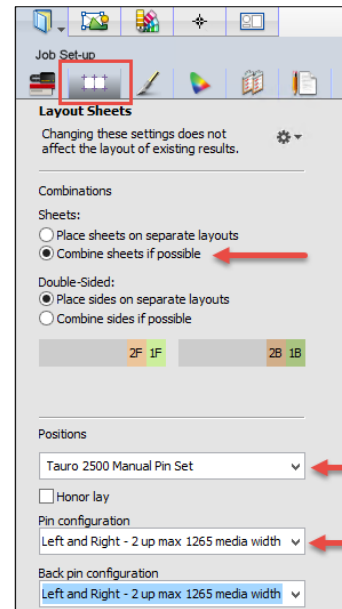 Job Set-up
Layout Sheets
Changing these settings does not
affect the layout of existing results.
Combinations
Sheets:
Place sheets on separate layouts
Combine sheets if possible
Double-Sided:
Place sides on separate layouts
Combine sides if possible
2F 1F 2B 1B
Positions
Tauro 2500 Manual Pin Set
Honor lay
Pin configuration
Left and Right - 2 up max 1265 media width
Back pin configuration
Left and Right - 2 up max 1265 media width